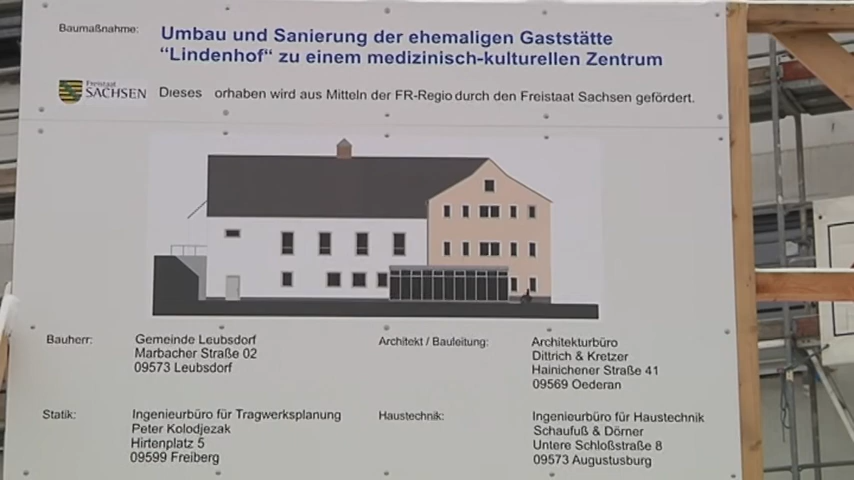 Baumaßnahme:
Umbau und Sanierung der ehemaligen Gaststätte
“Lindenhof“ zu einem medizinisch-kulturellen Zentrum
Freistaat
SACHSEN
Dieses orhaben wird aus Mitteln der FR-Regio durch den Freistaat Sachsen gefördert.
Bauherr:
Gemeinde Leubsdorf
Marbacher Straße 02
09573 Leubsdorf
Architekt / Bauleitung:
Architekturbüro
Dittrich & Kretzer
Hainichener Straße 41
09569 Oederan
Statik:
Ingenieurbüro für Tragwerksplanung
Peter Kolodjezak
Hirtenplatz 5
09599 Freiberg
Haustechnik:
Ingenieurbüro für Haustechnik
Schaufuß & Dörner
Untere Schloßstraße 8
09573 Augustusburg